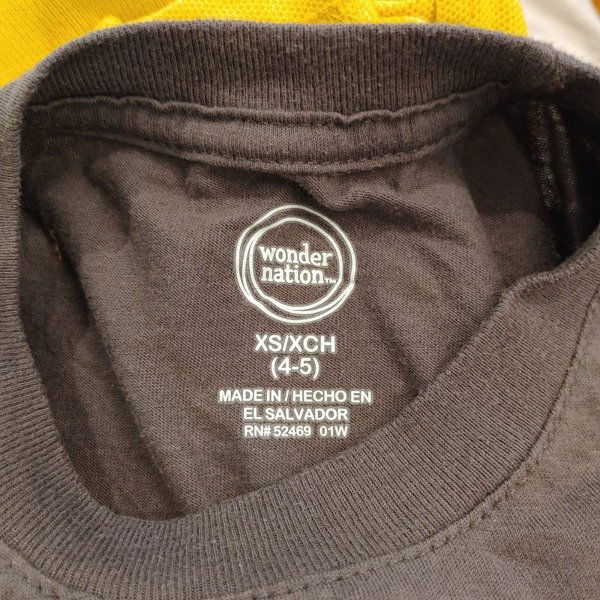 wonder
nation™
XS/XCH
(4-5)
MADE IN / HECHO EN
EL SALVADOR
RN# 52469 01W